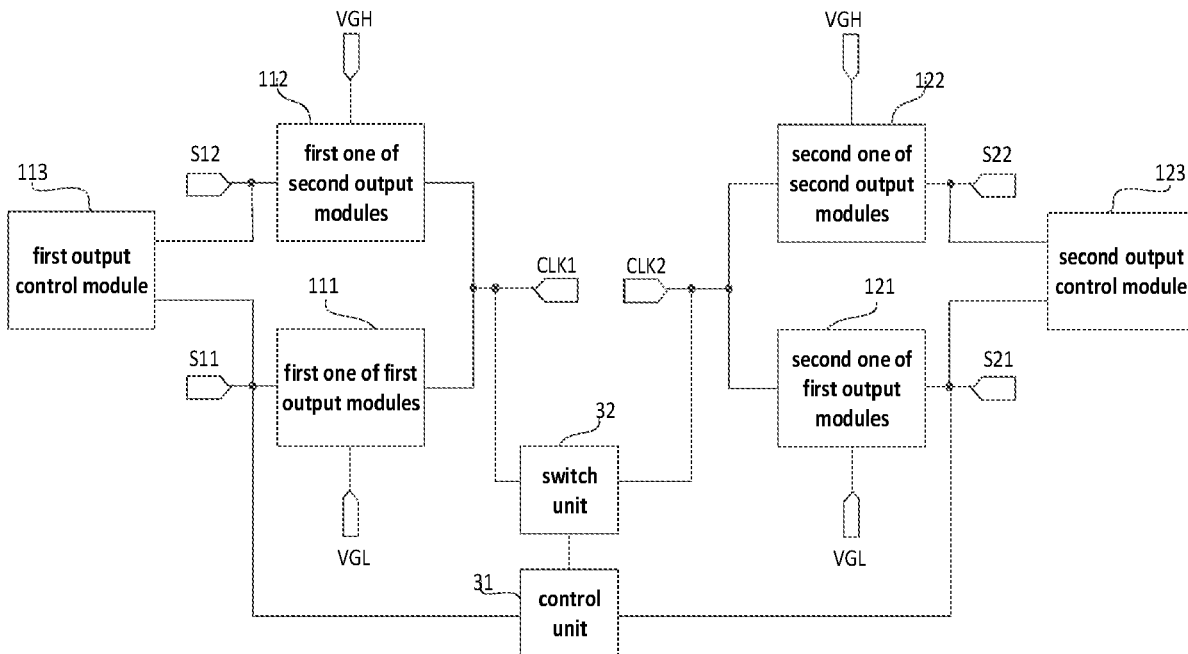 VGH
VGH
112
122
first one of
second output
modules
second one of
second output
modules
S12
S22
113
123
first output
control module
second output
control module
CLK1
CLK2
111
121
S11
S21
first one of first
output modules
second one of
first output
modules
32
switch
unit
VGL
VGL
31
control
unit